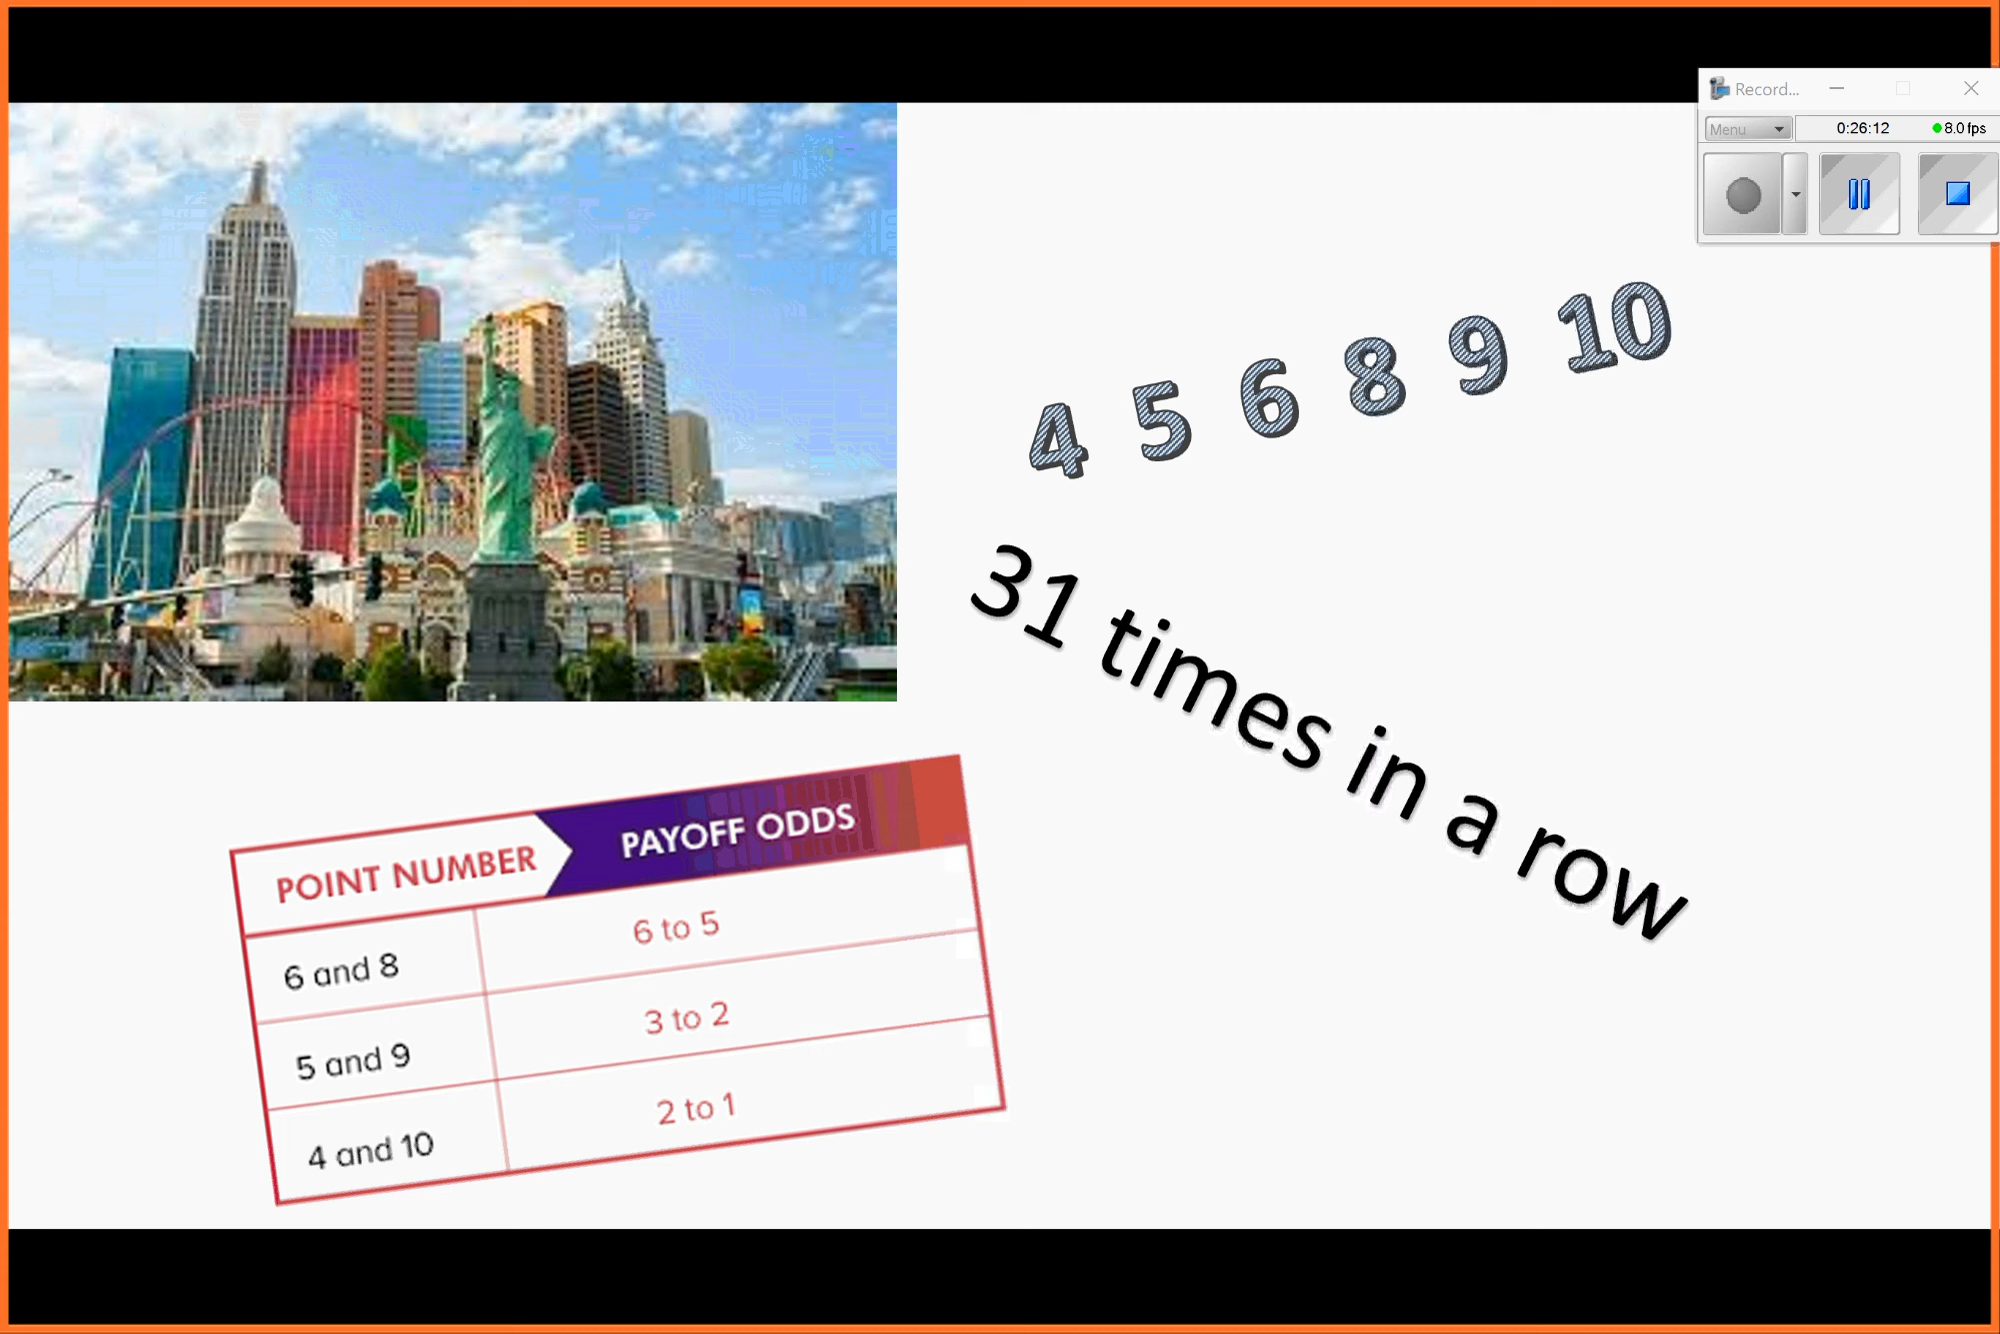 Record...
Menu 0:26:12 8.0 fps
4 5 6 8 9 10
31 times in a row
POINT NUMBER PAYOFF ODDS
6 and 8 6 to 5
5 and 9 3 to 2
4 and 10 2 to 1